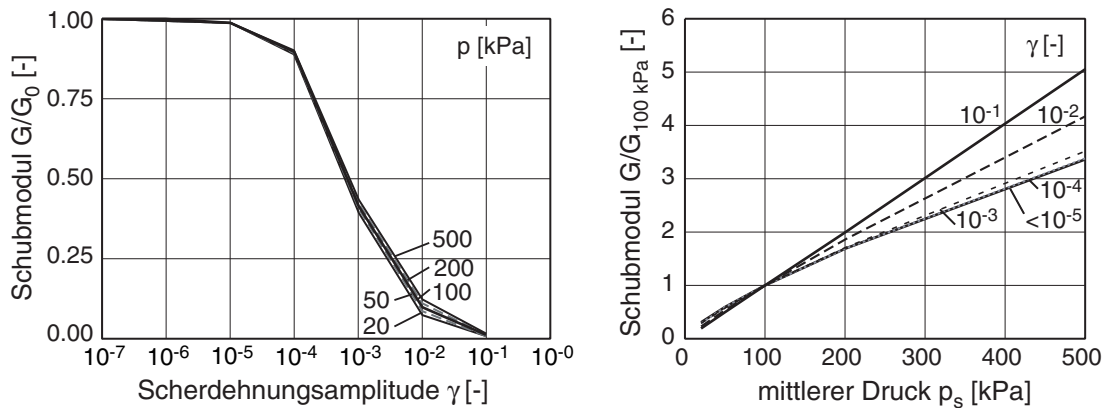 Schubmodul G/G₀ [-]
1.00
0.75
0.50
0.25
0.00
p [kPa]
500
200
100
50
20
10⁻⁷ 10⁻⁶ 10⁻⁵ 10⁻⁴ 10⁻³ 10⁻² 10⁻¹ 10⁻⁰
Scherdehnungsamplitude γ [-]
Schubmodul G/G₁₀₀ ₖPₐ [-]
6
5
4
3
2
1
0
γ [-]
10⁻¹
10⁻²
10⁻⁴
<10⁻⁵
10⁻³
0 100 200 300 400 500
mittlerer Druck pₛ [kPa]